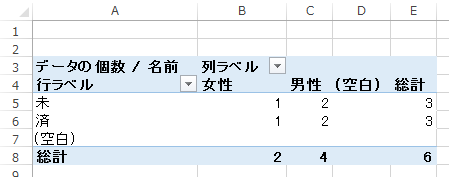 A B C D E
1
2
3 データの個数 / 名前 列ラベル
4 行ラベル 女性 男性 (空白) 総計
5 未 1 2 3
6 済 1 2 3
7 (空白)
8 総計 2 4 6